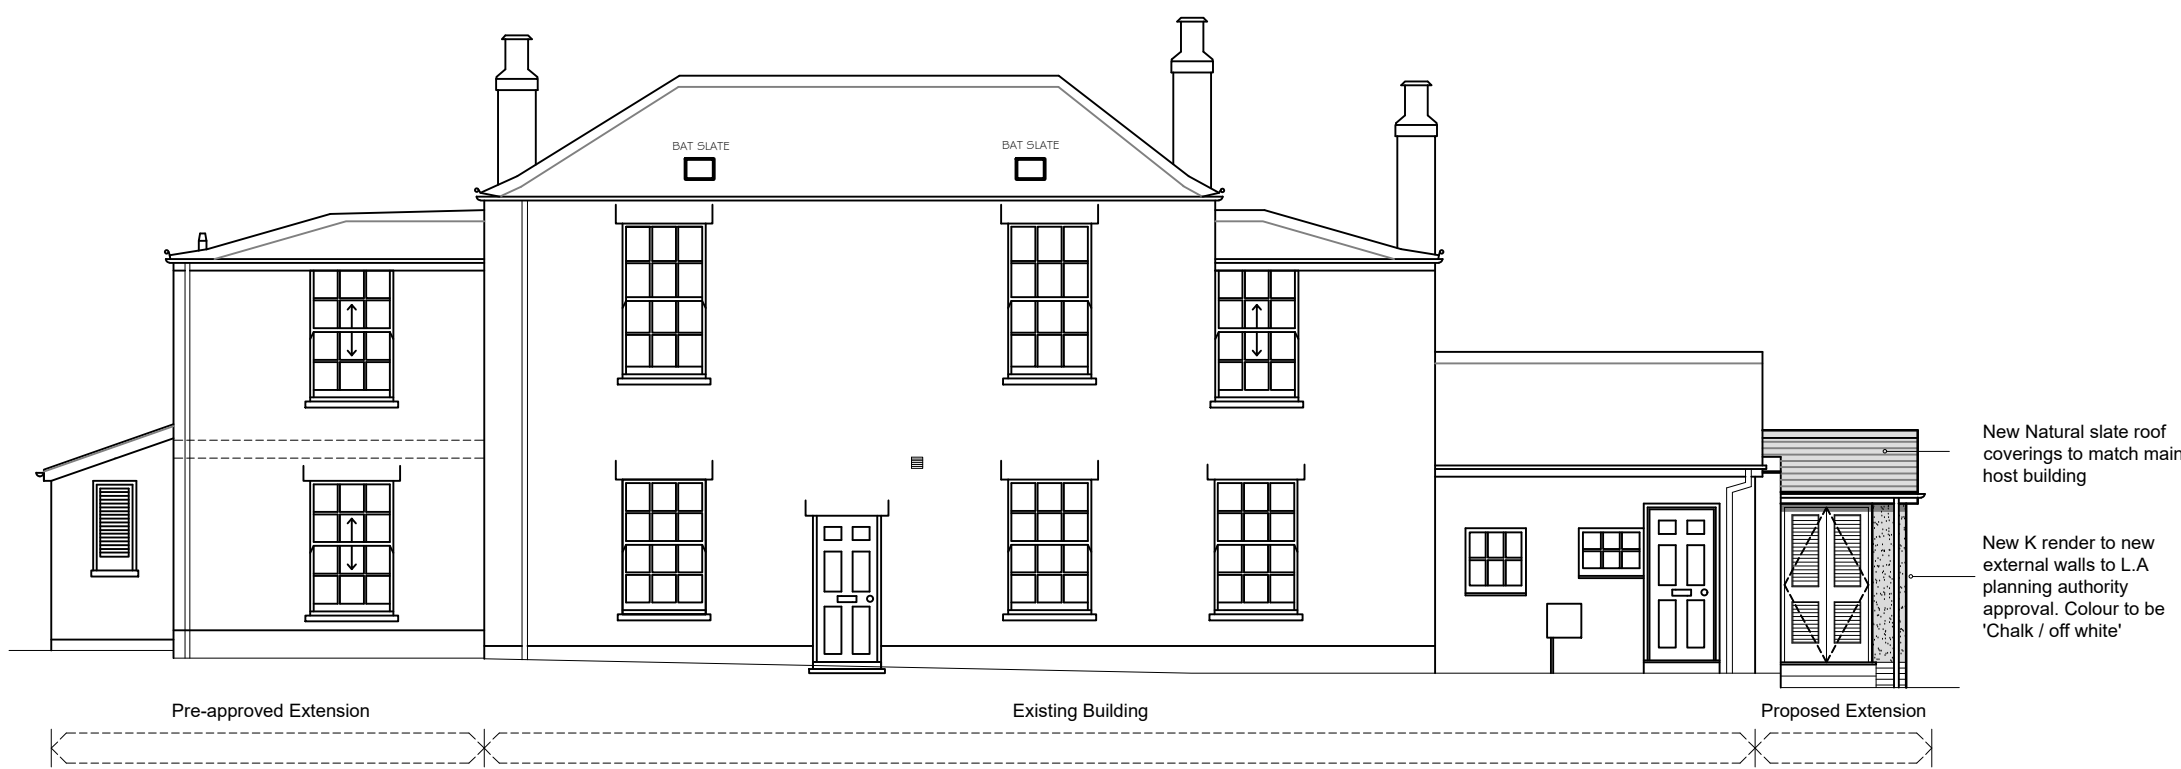 BAT SLATE
BAT SLATE
New Natural slate roof
coverings to match main
host building
New K render to new
external walls to L.A
planning authority
approval. Colour to be
'Chalk / off white'
Pre-approved Extension
Existing Building
Proposed Extension